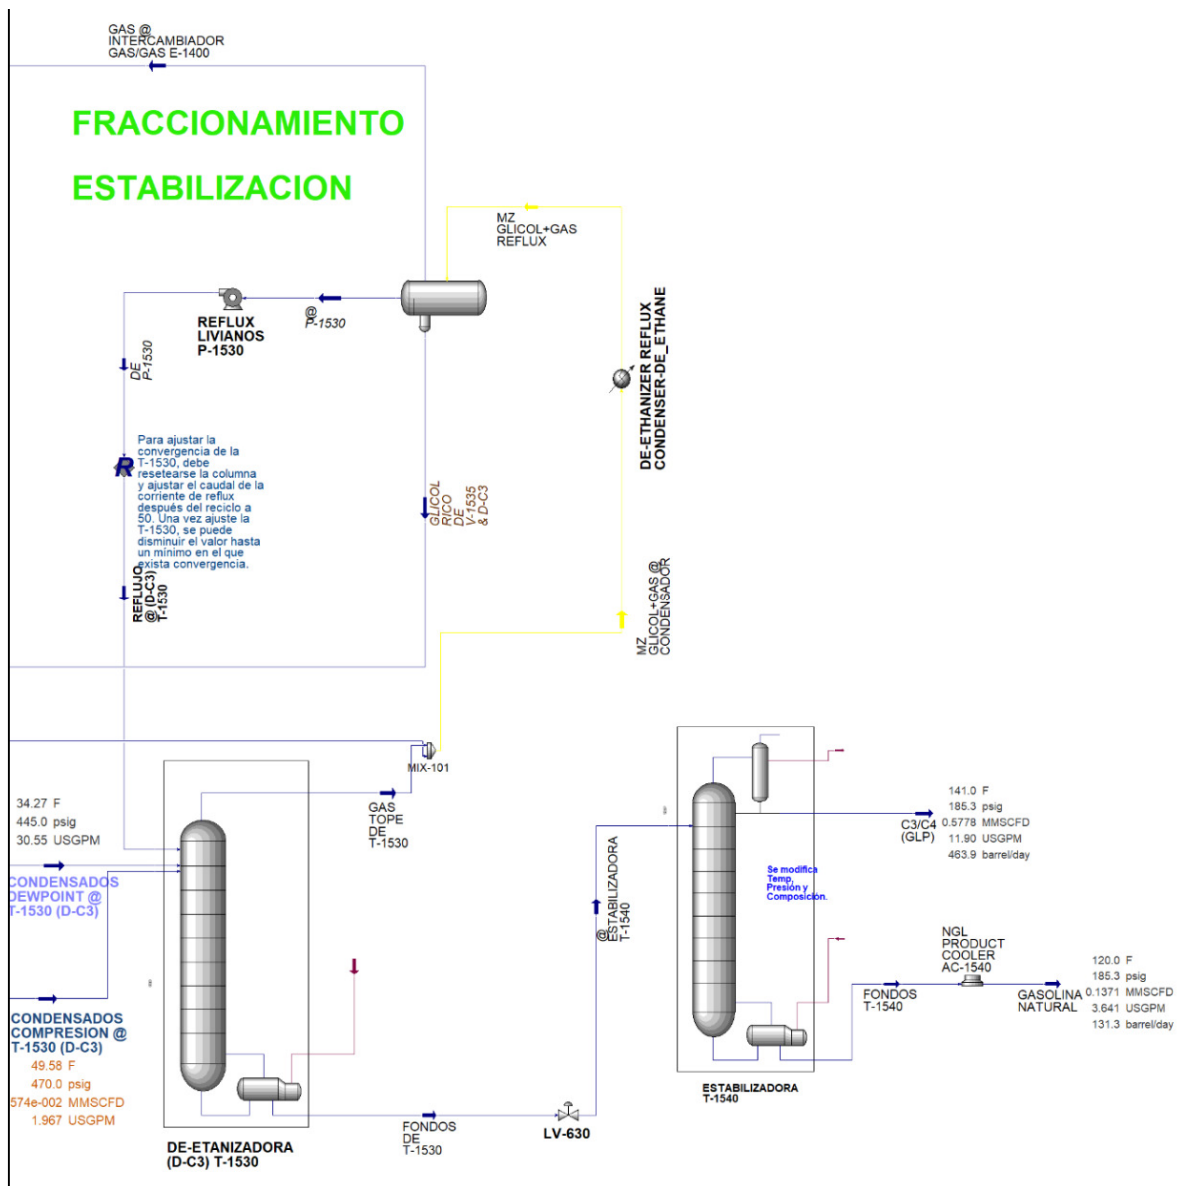 GAS @
INTERCAMBIADOR
GAS/GAS E-1400
FRACCIONAMIENTO
ESTABILIZACION
MZ
GLICOL+GAS
REFLUX
REFLUX
LIVIANOS
P-1530
@
P-1530
DE
P-1530
DE-ETHANIZER REFLUX
CONDENSER-DE_ETHANE
R
Para ajustar la
convergencia de la
T-1530, debe
resetearse la columna
y ajustar el caudal de la
corriente de reflux
después del reciclo a
50. Una vez ajuste la
T-1530, se puede
disminuir el valor hasta
un mínimo en el que
exista convergencia.
GLICOL
RICO
DE
V-1535
& D-C3
REFLUJO
@ (D-C3)
T-1530
MZ
GLICOL+GAS @
CONDENSADOR
MIX-101
GAS
TOPE
DE
T-1530
34.27 F
445.0 psig
30.55 USGPM
CONDENSADOS
DEWPOINT @
T-1530 (D-C3)
CONDENSADOS
COMPRESION @
T-1530 (D-C3)
49.58 F
470.0 psig
574e-002 MMSCFD
1.967 USGPM
DE-ETANIZADORA
(D-C3) T-1530
FONDOS
DE
T-1530
LV-630
@
ESTABILIZADORA
T-1540
Se modifica
Temp,
Presión y
Composición.
C3/C4
(GLP)
141.0 F
185.3 psig
0.5778 MMSCFD
11.90 USGPM
463.9 barrel/day
FONDOS
T-1540
NGL
PRODUCT
COOLER
AC-1540
GASOLINA
NATURAL
120.0 F
185.3 psig
0.1371 MMSCFD
3.641 USGPM
131.3 barrel/day
ESTABILIZADORA
T-1540